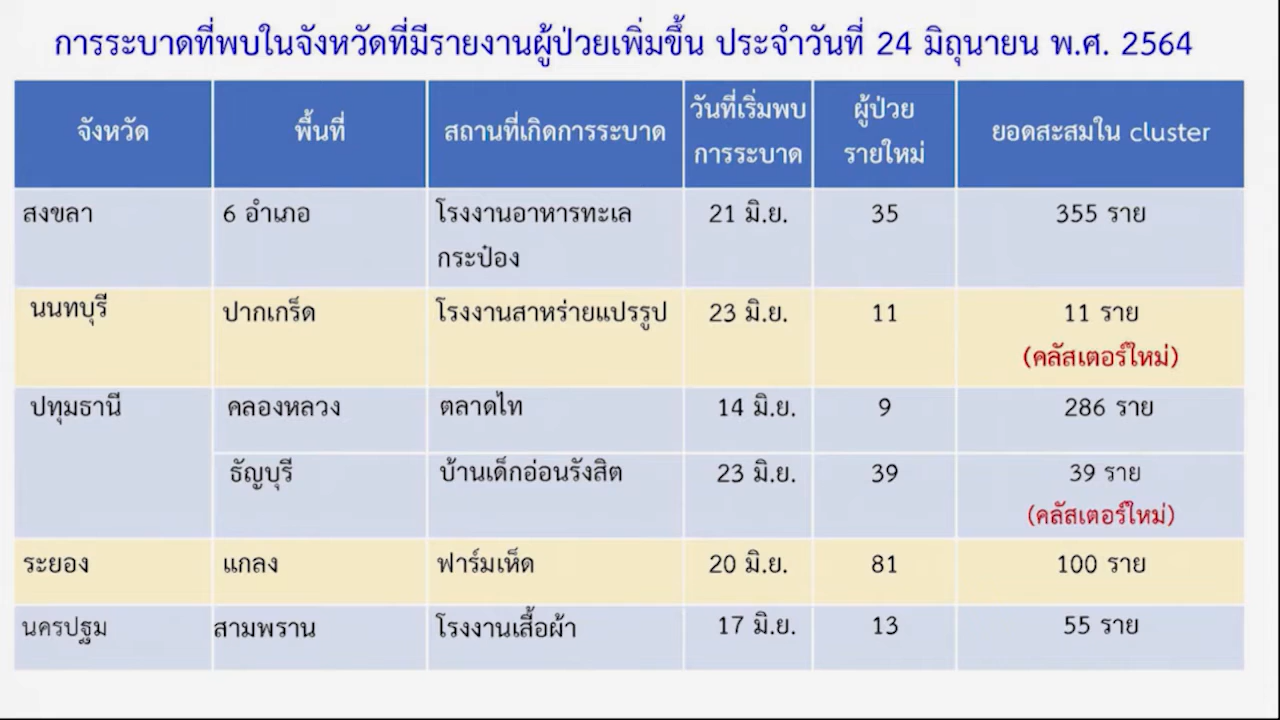 การระบาดที่พบในจังหวัดที่มีรายงานผู้ป่วยเพิ่มขึ้น ประจำวันที่ 24 มิถุนายน พ.ศ. 2564
จังหวัด พื้นที่ สถานที่เกิดการระบาด วันที่เริ่มพบการระบาด ผู้ป่วยรายใหม่ ยอดสะสมใน cluster
สงขลา 6 อำเภอ โรงงานอาหารทะเลกระป๋อง 21 มิ.ย. 35 355 ราย
นนทบุรี ปากเกร็ด โรงงานสาหร่ายแปรรูป 23 มิ.ย. 11 11 ราย
(คลัสเตอร์ใหม่)
ปทุมธานี คลองหลวง ตลาดไท 14 มิ.ย. 9 286 ราย
ธัญบุรี บ้านเด็กอ่อนรังสิต 23 มิ.ย. 39 39 ราย
(คลัสเตอร์ใหม่)
ระยอง แกลง ฟาร์มเห็ด 20 มิ.ย. 81 100 ราย
นครปฐม สามพราน โรงงานเสื้อผ้า 17 มิ.ย. 13 55 ราย